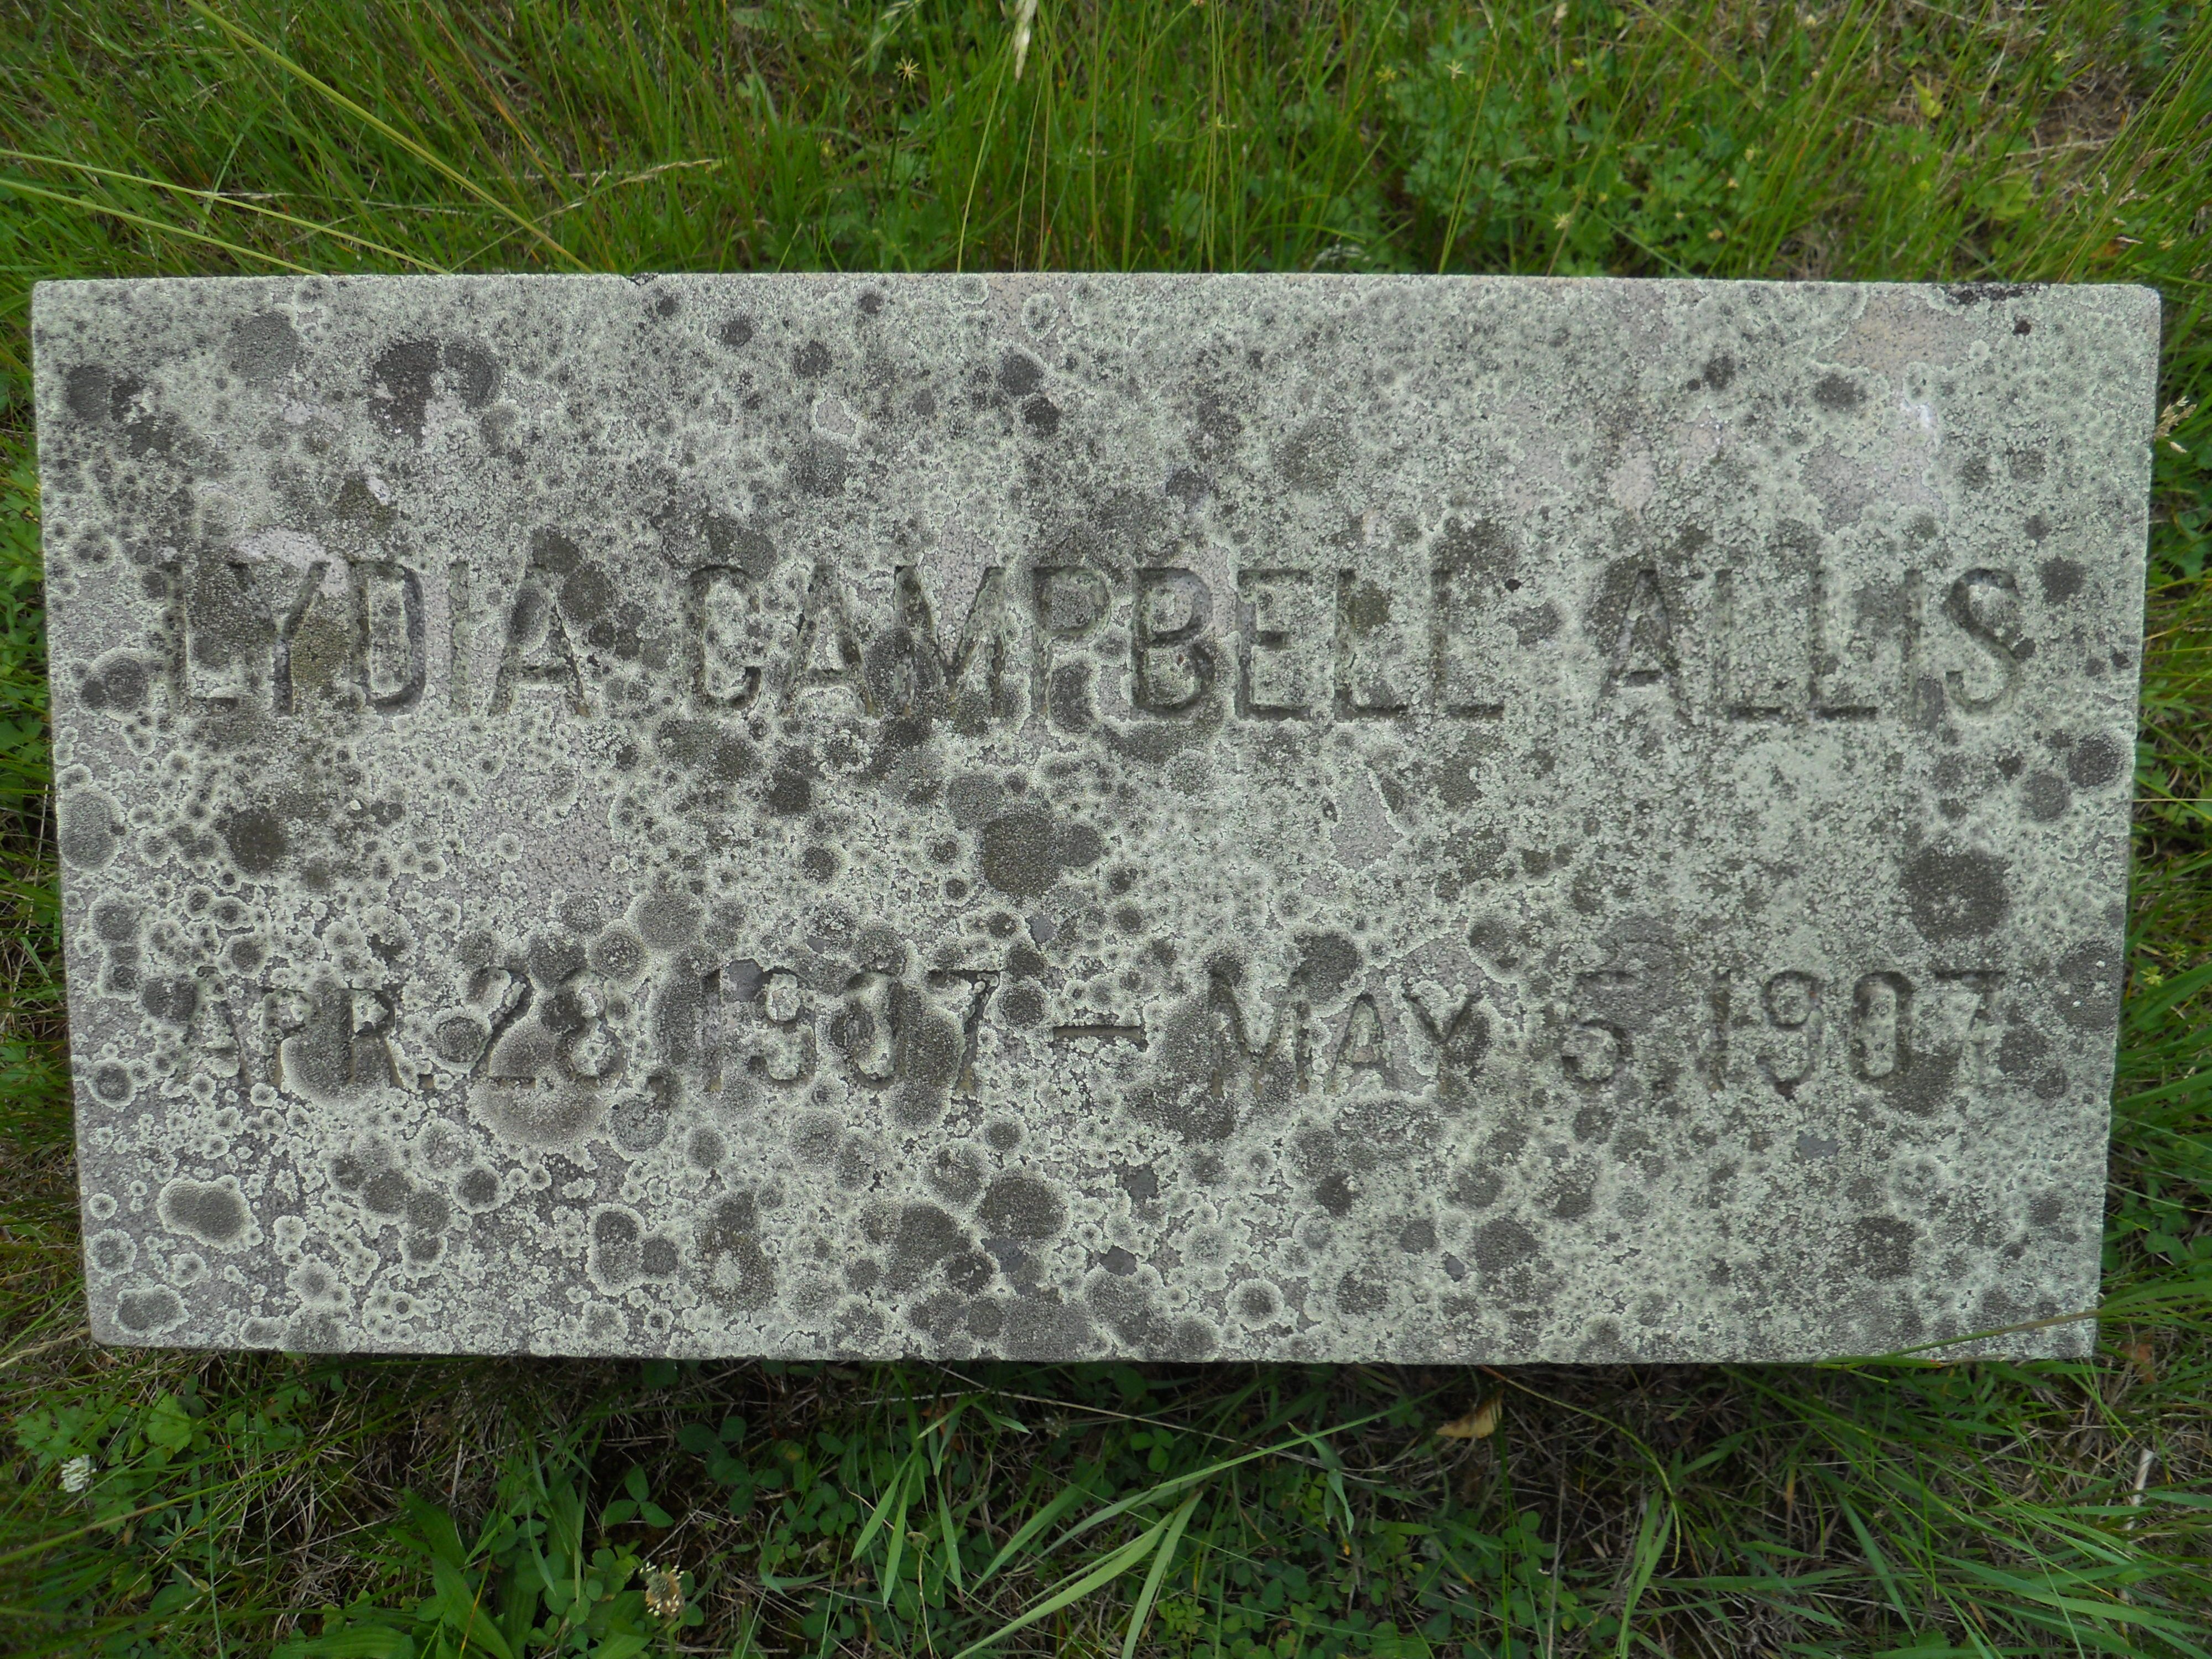 LYDIA CAMPBELL ALLIS
APR. 28, 1907 — MAY 5, 1907